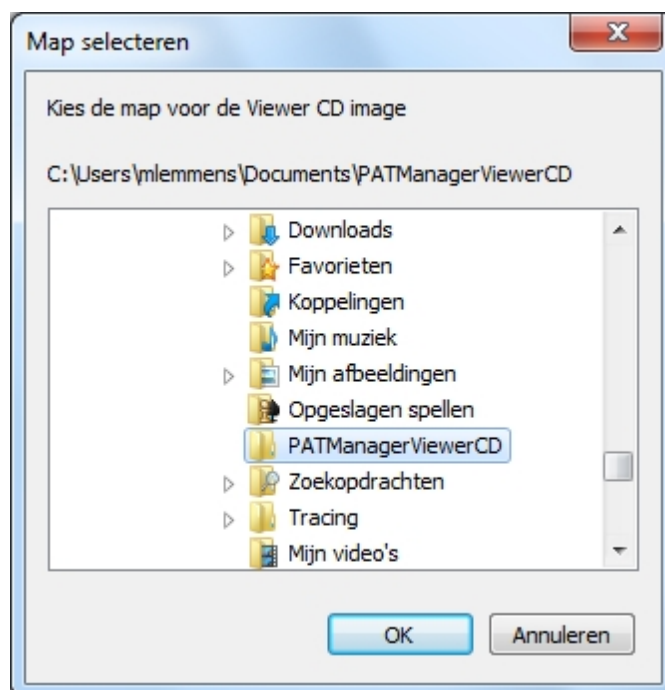 Map selecteren
Kies de map voor de Viewer CD image
C:\Users\mlemmens\Documents\PATManagerViewerCD
Downloads
Favorieten
Koppelingen
Mijn muziek
Mijn afbeeldingen
Opgeslagen spellen
PATManagerViewerCD
Zoekopdrachten
Tracing
Mijn video's
OK
Annuleren